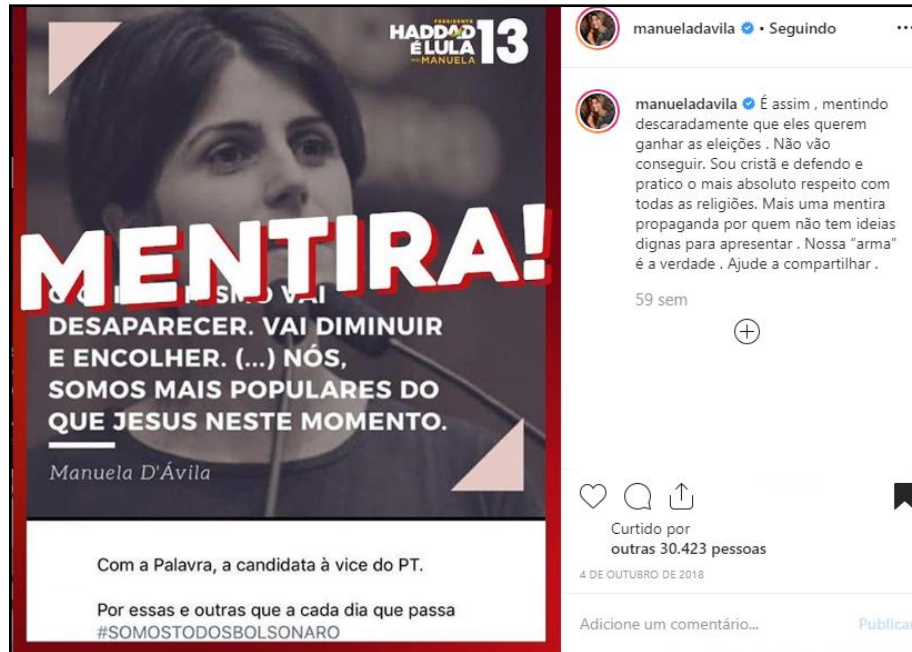 PRESIDENTE
HADDAD
É LULA
VICE MANUELA
13
MENTIRA!
VAI
DESAPARECER. VAI DIMINUIR
E ENCOLHER. (...) NÓS,
SOMOS MAIS POPULARES DO
QUE JESUS NESTE MOMENTO.
Manuela D'Ávila
Com a Palavra, a candidata à vice do PT.
Por essas e outras que a cada dia que passa
#SOMOSTODOSBOLSONARO
manueladavila • Seguindo
manueladavila É assim , mentindo
descaradamente que eles querem
ganhar as eleições . Não vão
conseguir. Sou cristã e defendo e
pratico o mais absoluto respeito com
todas as religiões. Mais uma mentira
propaganda por quem não tem ideias
dignas para apresentar . Nossa "arma"
é a verdade . Ajude a compartilhar .
59 sem
Curtido por
outras 30.423 pessoas
4 DE OUTUBRO DE 2018
Adicione um comentário...
Publicar